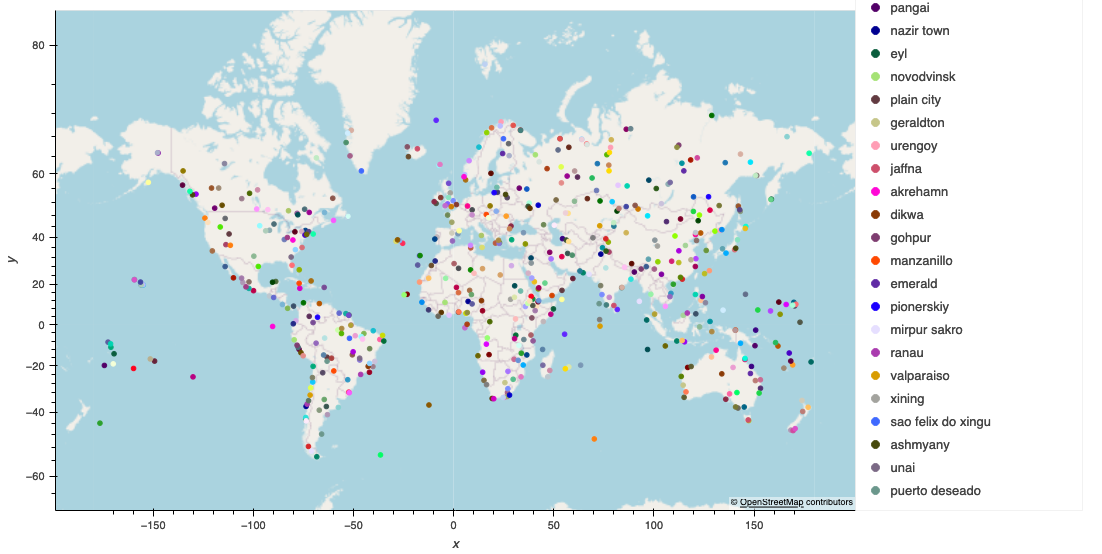 80
60
40
20
0
−20
−40
−60
y
−150
−100
−50
0
50
100
150
x
© OpenStreetMap contributors
pangai
nazir town
eyl
novodvinsk
plain city
geraldton
urengoy
jaffna
akrehamn
dikwa
gohpur
manzanillo
emerald
pionerskiy
mirpur sakro
ranau
valparaiso
xining
sao felix do xingu
ashmyany
unai
puerto deseado